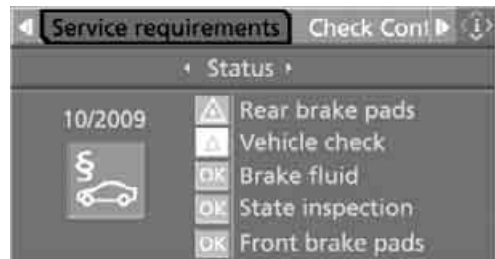 Service requirements Check Cont
Status
10/2009
Rear brake pads
Vehicle check
§
OK Brake fluid
OK State inspection
OK Front brake pads